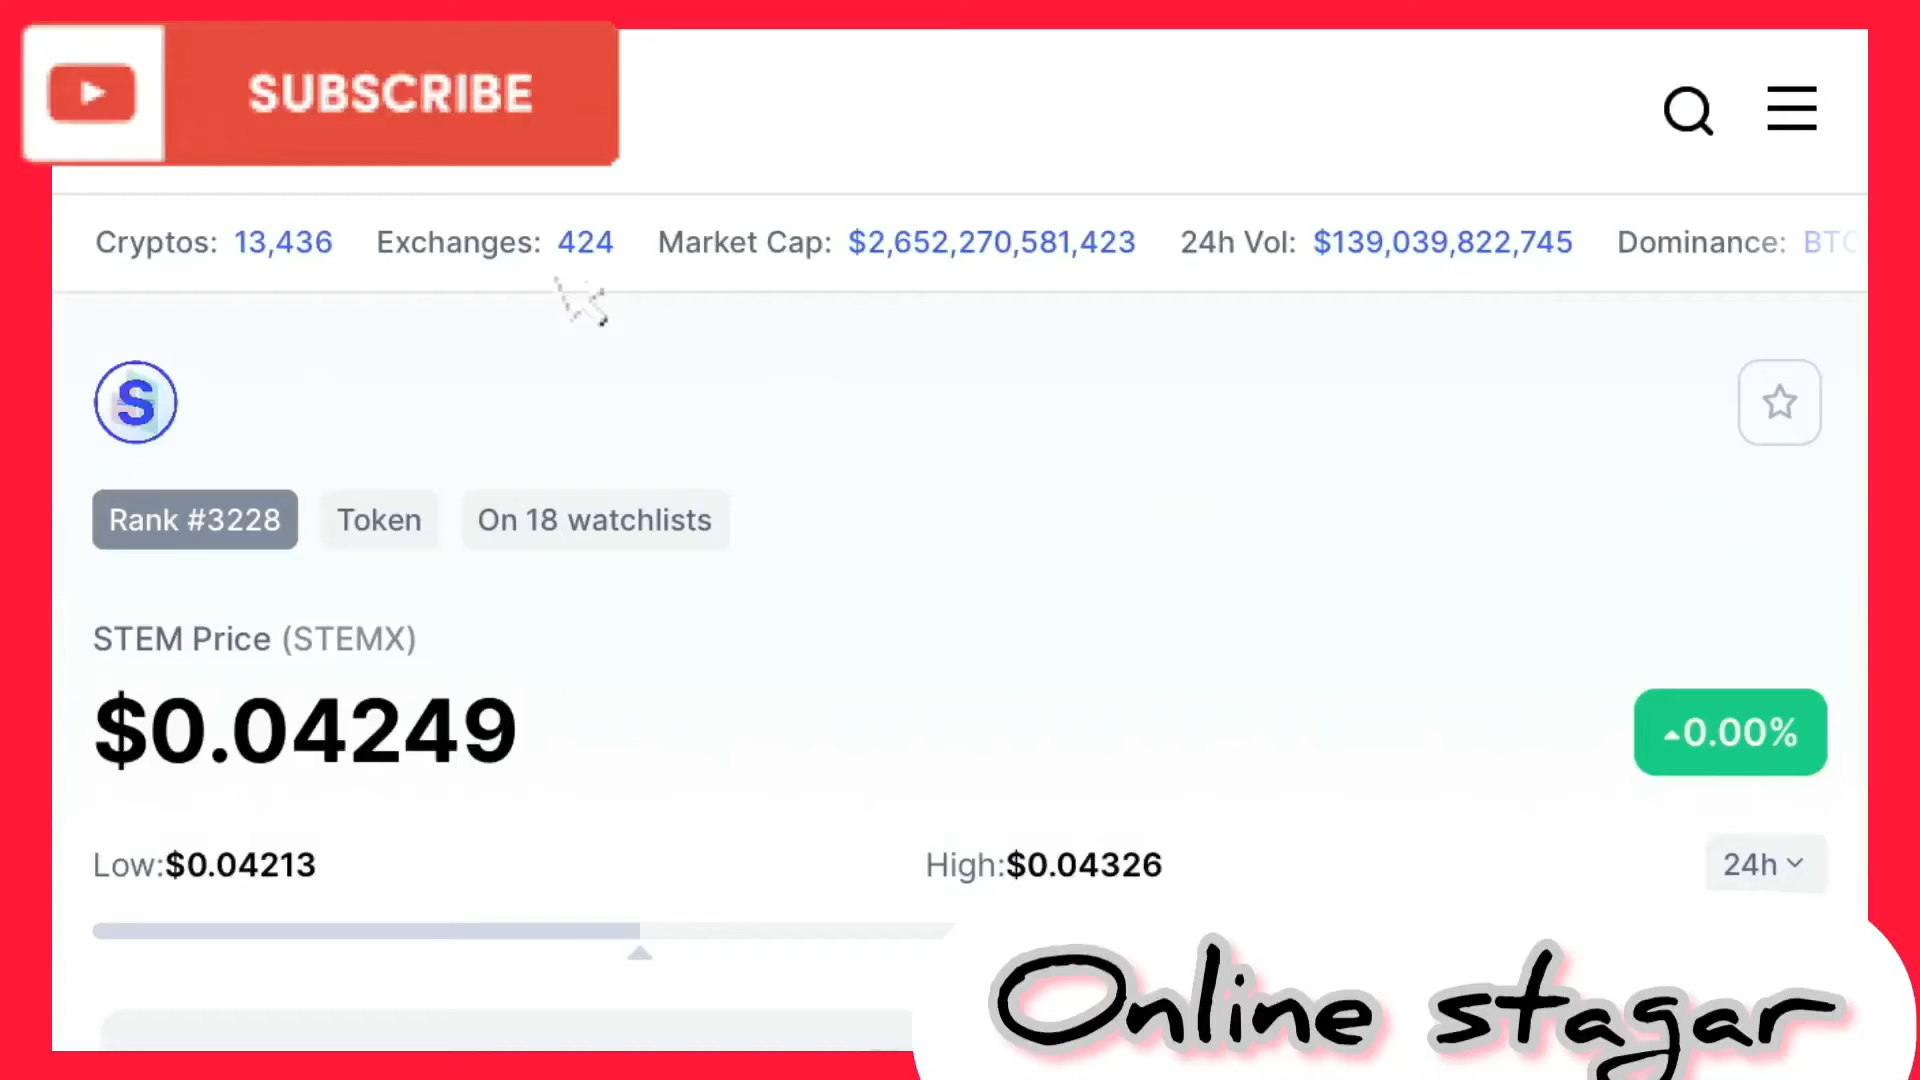 SUBSCRIBE
Cryptos: 13,436 Exchanges: 424 Market Cap: $2,652,270,581,423 24h Vol: $139,039,822,745 Dominance: BTC
S
Rank #3228 Token On 18 watchlists
STEM Price (STEMX)
$0.04249
0.00%
Low:$0.04213 High:$0.04326 24h
Online stagar